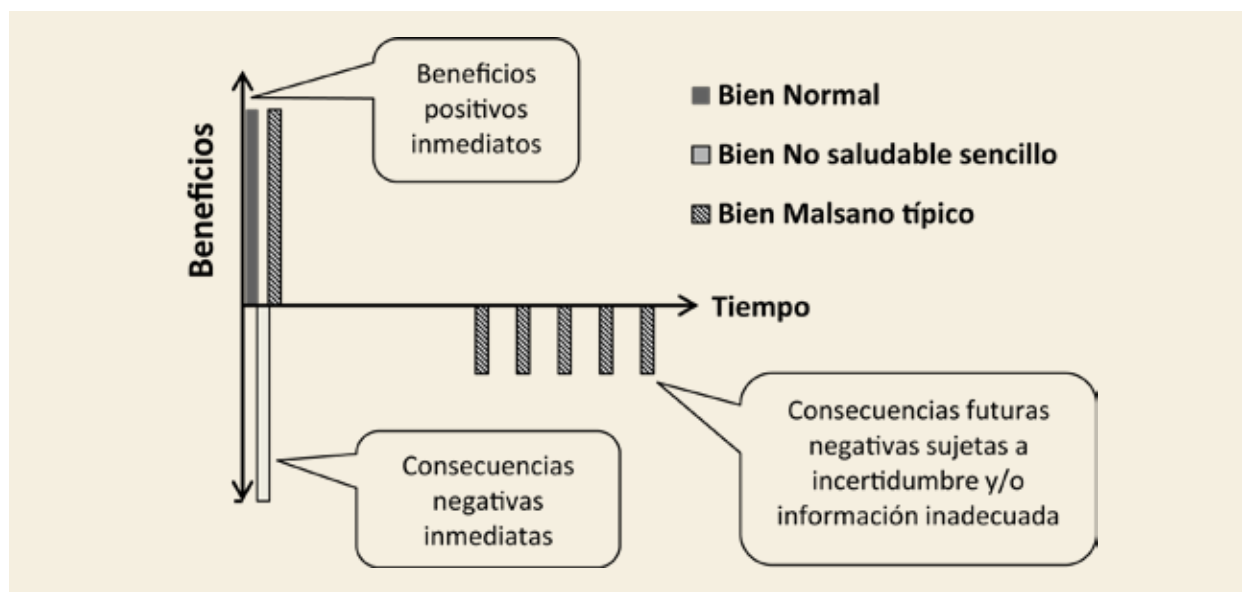 Beneficios
positivos
inmediatos
Bien Normal
Bien No saludable sencillo
Bien Malsano típico
Beneficios
Tiempo
Consecuencias
negativas
inmediatas
Consecuencias futuras
negativas sujetas a
incertidumbre y/o
información inadecuada